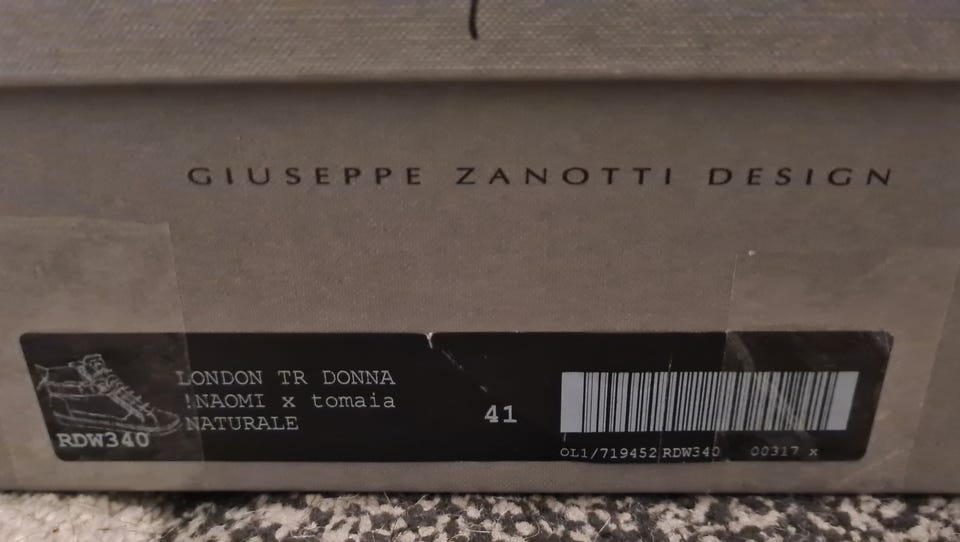 GIUSEPPE ZANOTTI DESIGN
LONDON TR DONNA
!NAOMI x tomaia
NATURALE
41
RDW340
OL1/719452 RDW340 00317 x